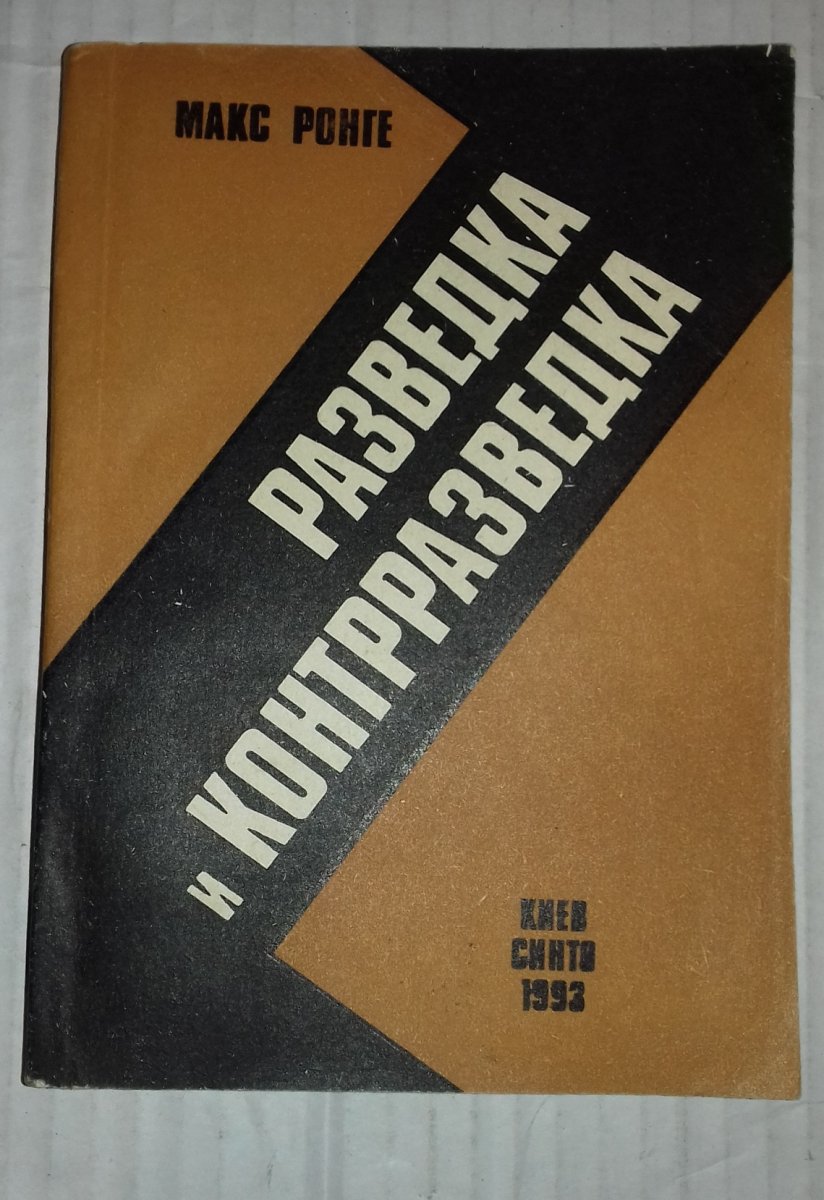 МАКС РОНГЕ
РАЗВЕДКА
и КОНТРРАЗВЕДКА
КИЕВ
СИНТО
1993